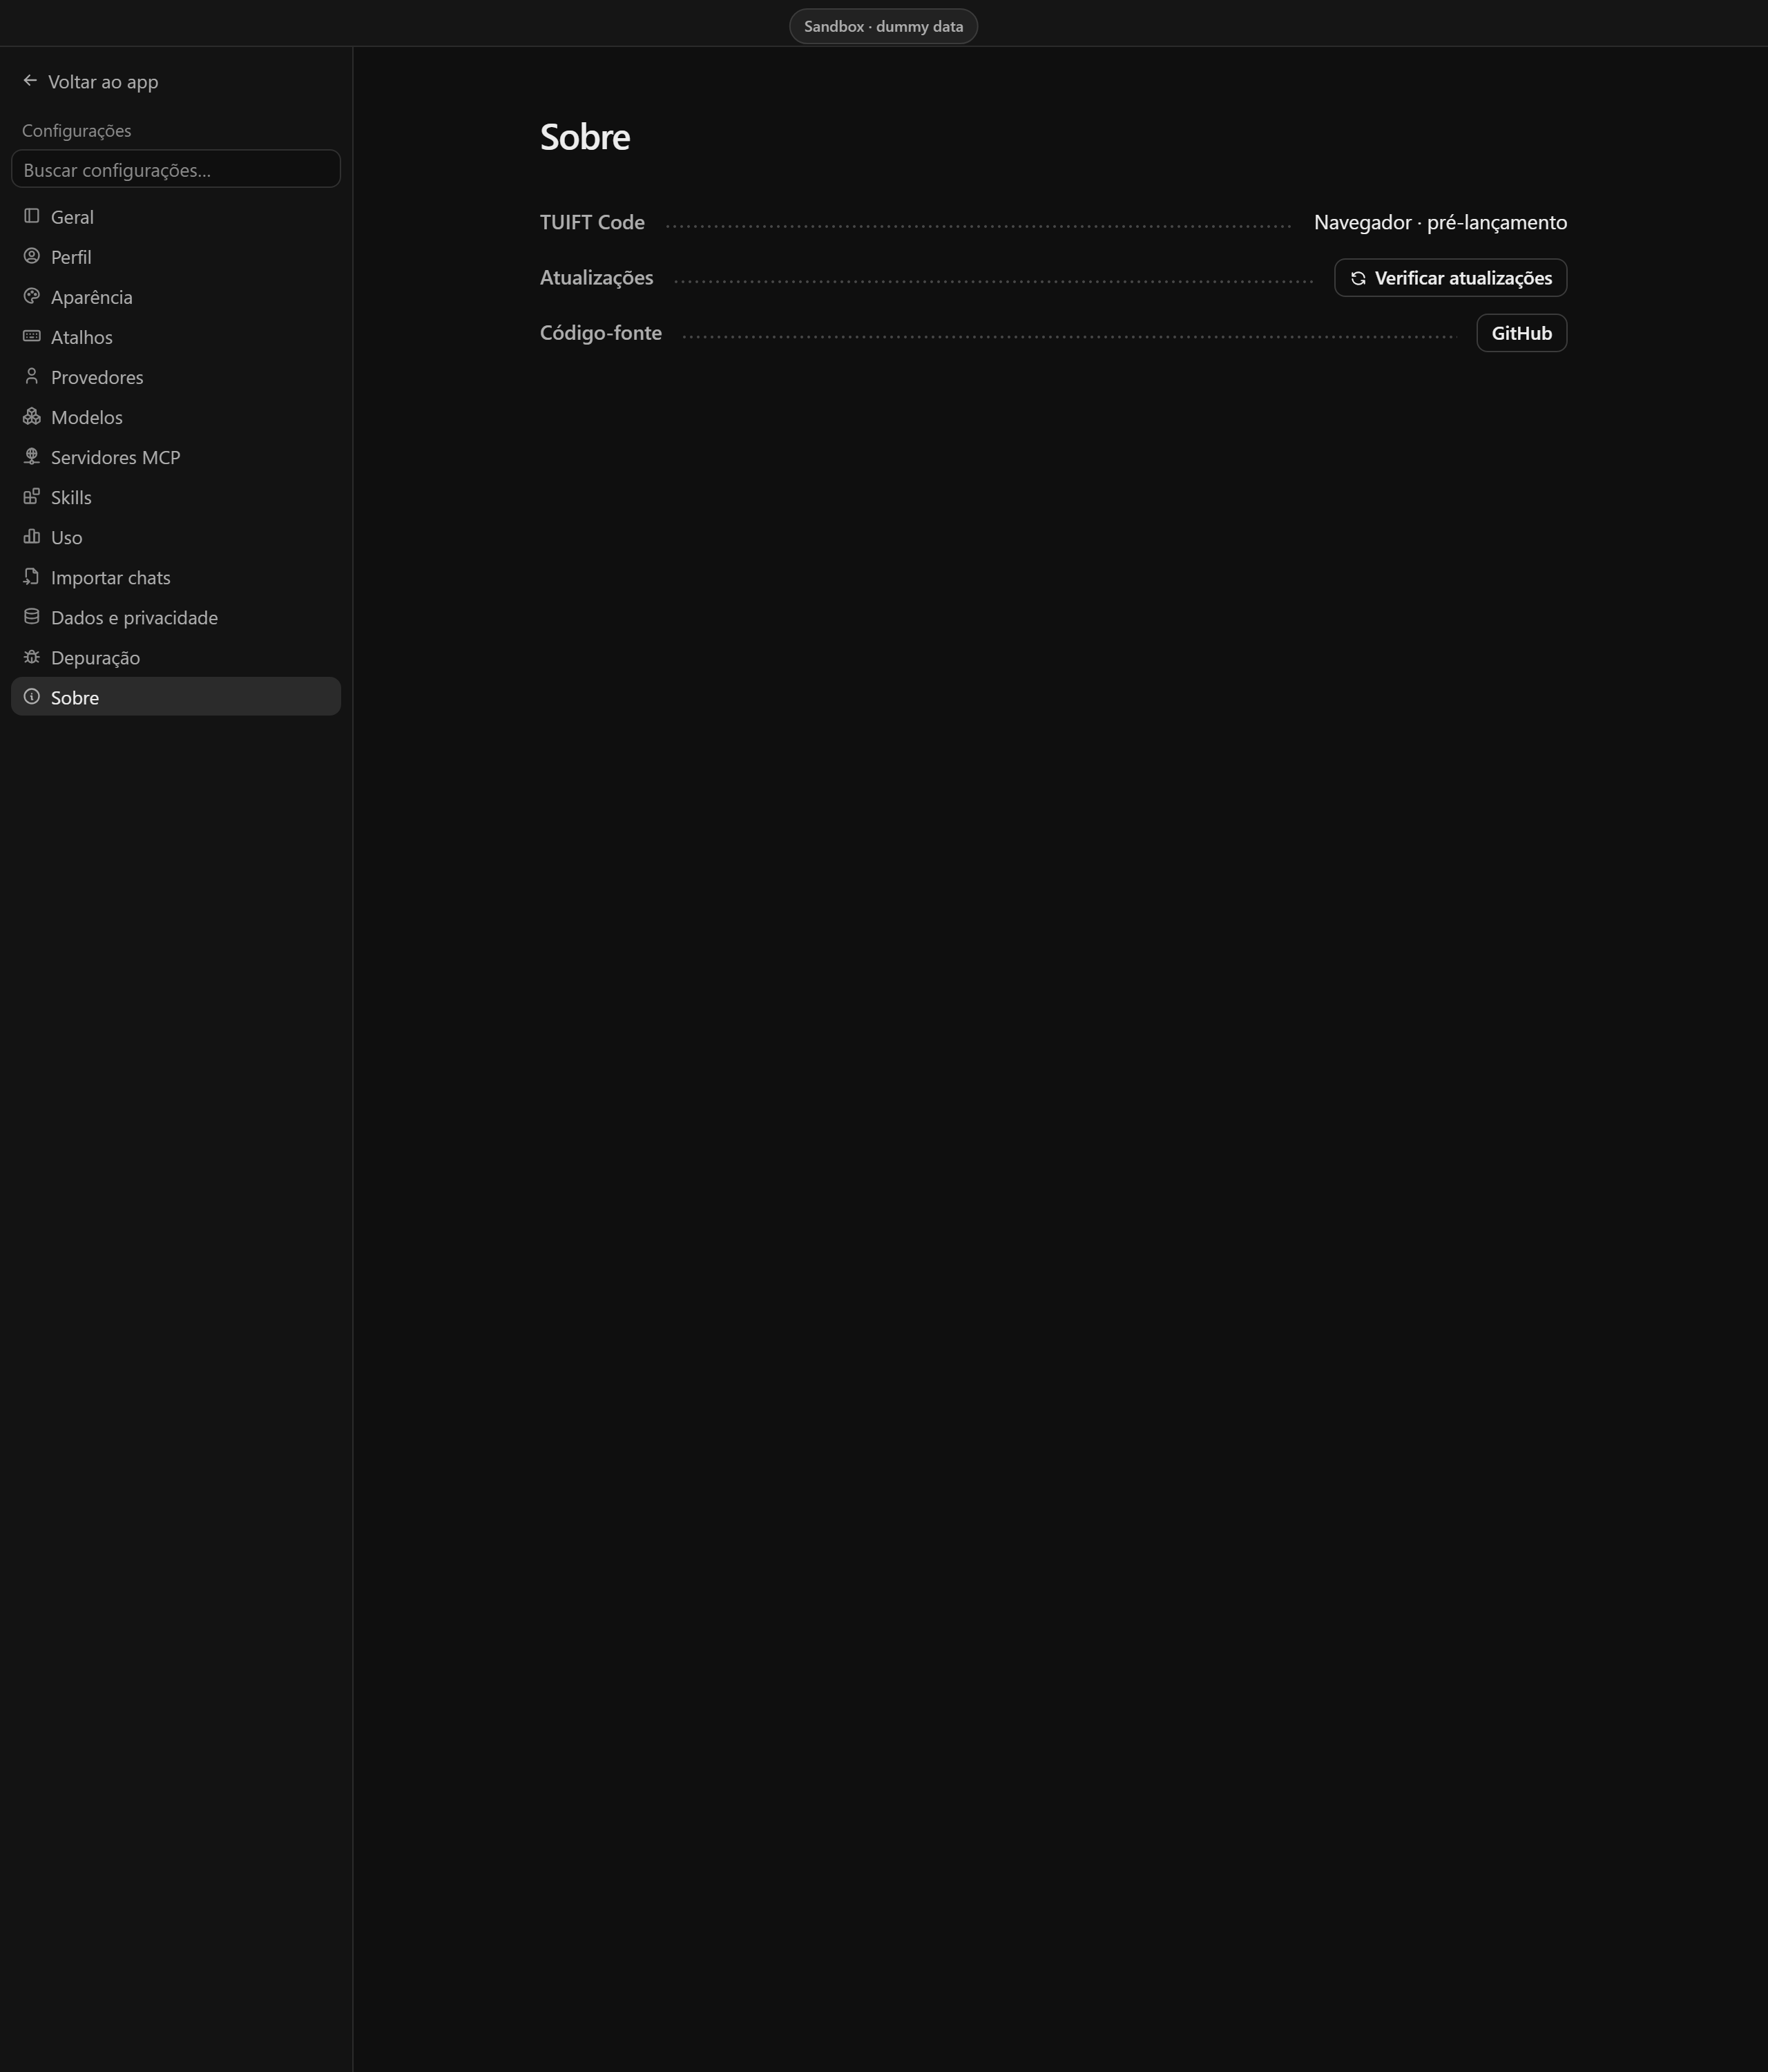 Sandbox · dummy data
Voltar ao app
Configurações
Buscar configurações...
Geral
Perfil
Aparência
Atalhos
Provedores
Modelos
Servidores MCP
Skills
Uso
Importar chats
Dados e privacidade
Depuração
Sobre
Sobre
TUIFT Code Navegador · pré-lançamento
Atualizações Verificar atualizações
Código-fonte GitHub